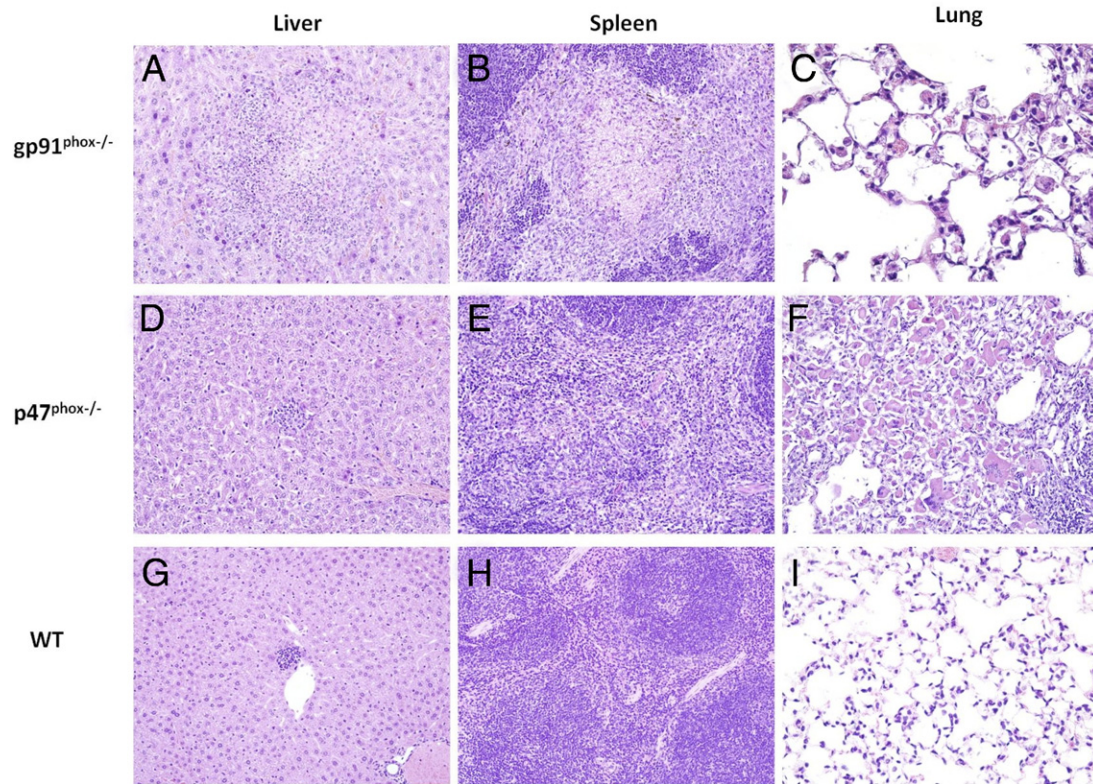 Liver Spleen Lung
A B C
gp91phox-/-
D E F
p47phox-/-
G H I
WT